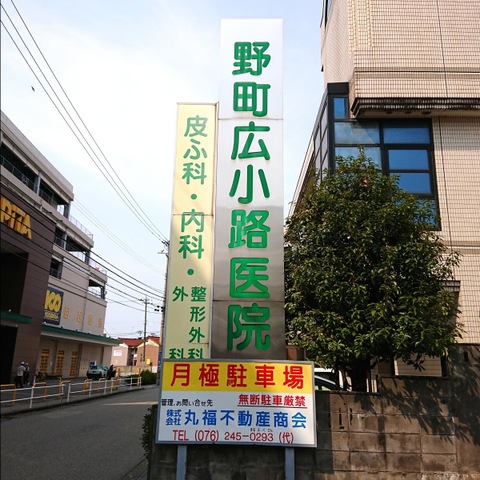 野町広小路医院
皮ふ科・内科・
整形外科
外科
月極駐車場
管理、お問い合せ先
無断駐車厳禁
株式会社 丸福不動産商会
TEL (076) 245-0293 (代)